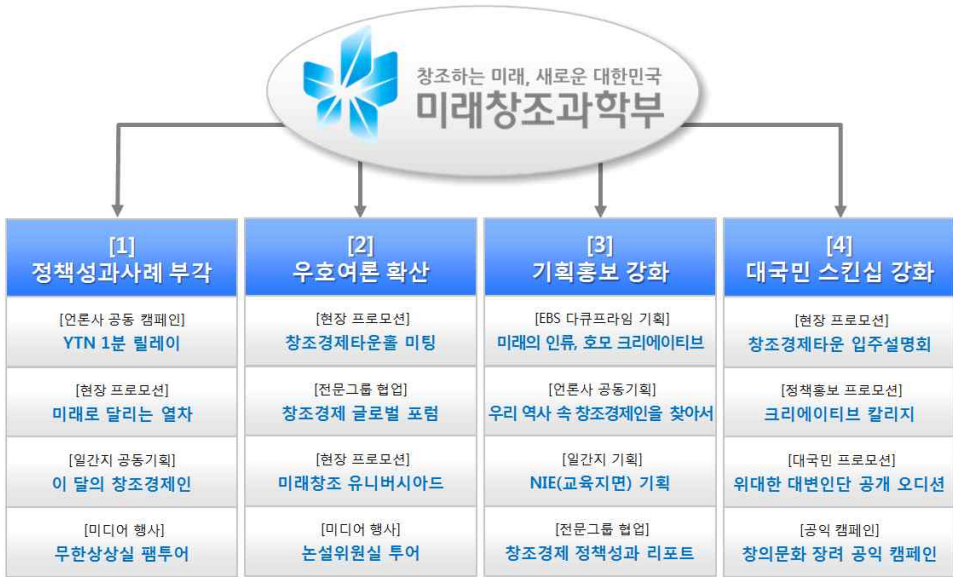 창조하는 미래, 새로운 대한민국
미래창조과학부
[1]
정책성과사례 부각
[언론사 공동 캠페인]
YTN 1분 릴레이
[현장 프로모션]
미래로 달리는 열차
[일간지 공동기획]
이 달의 창조경제인
[미디어 행사]
무한상상실 팸투어
[2]
우호여론 확산
[현장 프로모션]
창조경제타운홀 미팅
[전문그룹 협업]
창조경제 글로벌 포럼
[현장 프로모션]
미래창조 유니버시아드
[미디어 행사]
논설위원실 투어
[3]
기획홍보 강화
[EBS 다큐프라임 기획]
미래의 인류, 호모 크리에이티브
[언론사 공동기획]
우리 역사 속 창조경제인을 찾아서
[일간지 기획]
NIE(교육지면) 기획
[전문그룹 협업]
창조경제 정책성과 리포트
[4]
대국민 스킨십 강화
[현장 프로모션]
창조경제타운 입주설명회
[정책홍보 프로모션]
크리에이티브 칼리지
[대국민 프로모션]
위대한 대변인단 공개 오디션
[공익 캠페인]
창의문화 장려 공익 캠페인